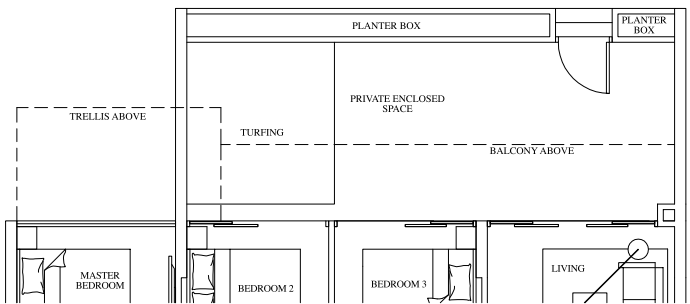 PLANTER BOX
PLANTER
BOX
PRIVATE ENCLOSED
SPACE
TRELLIS ABOVE
TURFING
BALCONY ABOVE
MASTER
BEDROOM
BEDROOM 2
BEDROOM 3
LIVING